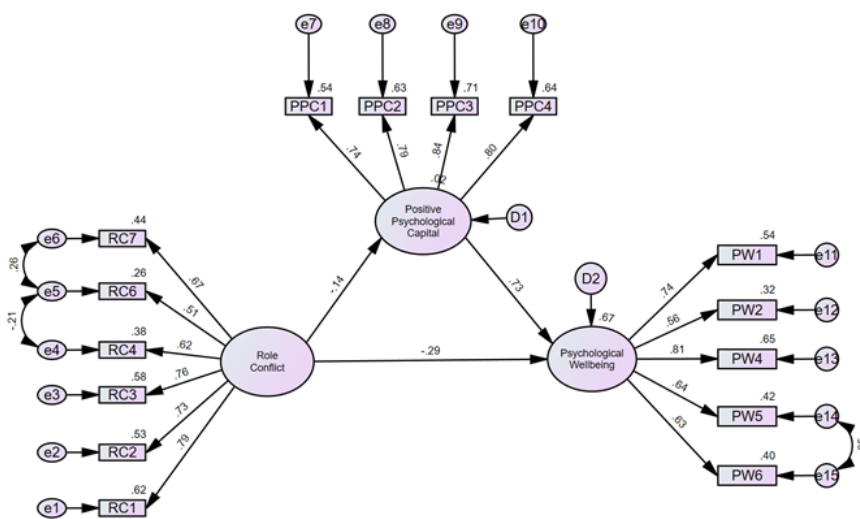 e7
e8
e9
e10
.54
.63
.71
.64
PPC1
PPC2
PPC3
PPC4
.74
.79
.84
.80
.02
Positive
Psychological
Capital
D1
e6
.44
RC7
.26
e5
.26
RC6
-.21
e4
.38
RC4
e3
.58
RC3
e2
.53
RC2
e1
.62
RC1
.67
.51
.62
.76
.73
.79
Role
Conflict
-.14
-.29
.73
D2
.67
Psychological
Wellbeing
.74
.56
.81
.64
.63
.54
PW1
e11
.32
PW2
e12
.65
PW4
e13
.42
PW5
e14
.40
PW6
e15